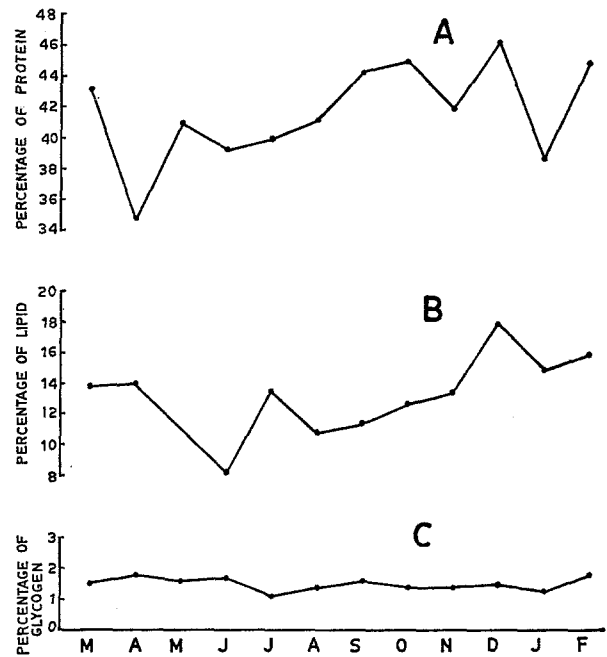 PERCENTAGE OF PROTEIN
48
46
44
42
40
38
36
34
A
PERCENTAGE OF LIPID
20
18
16
14
12
10
8
B
PERCENTAGE OF
GLYCOGEN
3
2
1
0
C
M A M J J A S O N D J F